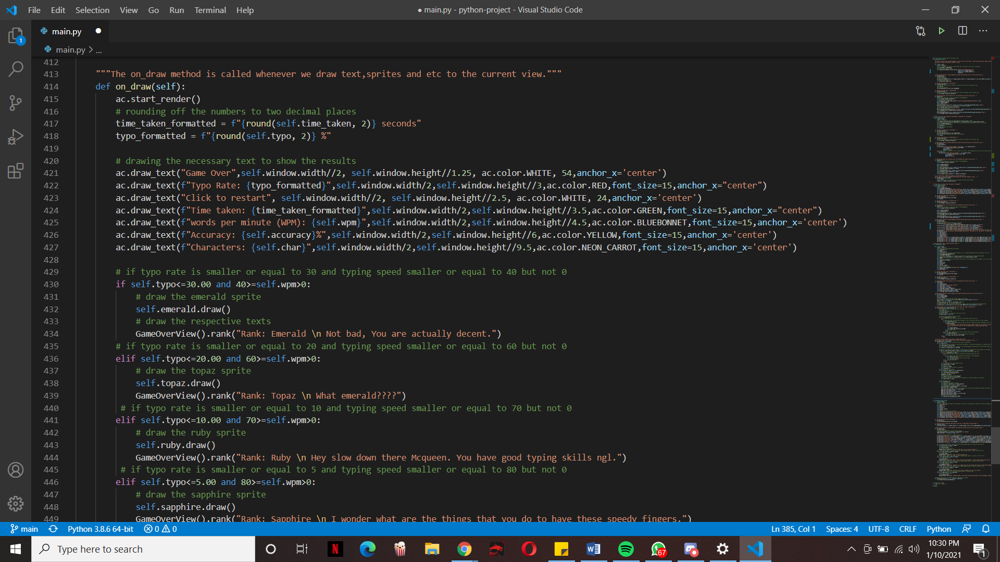 File Edit Selection View Go Run Terminal Help
● main.py - python-project - Visual Studio Code
main.py
main.py > ...
412
413 """The on_draw method is called whenever we draw text,sprites and etc to the current view."""
414 def on_draw(self):
415 ac.start_render()
416 # rounding off the numbers to two decimal places
417 time_taken_formatted = f"{round(self.time_taken, 2)} seconds"
418 typo_formatted = f"{round(self.typo, 2)} %"
419
420 # drawing the necessary text to show the results
421 ac.draw_text("Game Over",self.window.width//2, self.window.height//1.25, ac.color.WHITE, 54,anchor_x='center')
422 ac.draw_text(f"Typo Rate: {typo_formatted}",self.window.width/2,self.window.height//3,ac.color.RED,font_size=15,anchor_x="center")
423 ac.draw_text("Click to restart", self.window.width//2, self.window.height//2.5, ac.color.WHITE, 24,anchor_x='center')
424 ac.draw_text(f"Time taken: {time_taken_formatted}",self.window.width/2,self.window.height//3.5,ac.color.GREEN,font_size=15,anchor_x="center")
425 ac.draw_text(f"words per minute (WPM): {self.wpm}",self.window.width/2,self.window.height//4.5,ac.color.BLUEBONNET,font_size=15,anchor_x='center')
426 ac.draw_text(f"Accuracy: {self.accuracy}%",self.window.width/2,self.window.height//6,ac.color.YELLOW,font_size=15,anchor_x='center')
427 ac.draw_text(f"Characters: {self.char}",self.window.width/2,self.window.height//9.5,ac.color.NEON_CARROT,font_size=15,anchor_x='center')
428
429 # if typo rate is smaller or equal to 30 and typing speed smaller or equal to 40 but not 0
430 if self.typo<=30.00 and 40>=self.wpm>0:
431 # draw the emerald sprite
432 self.emerald.draw()
433 # draw the respective texts
434 GameOverView().rank("Rank: Emerald \n Not bad, You are actually decent.")
435 # if typo rate is smaller or equal to 20 and typing speed smaller or equal to 60 but not 0
436 elif self.typo<=20.00 and 60>=self.wpm>0:
437 # draw the topaz sprite
438 self.topaz.draw()
439 GameOverView().rank("Rank: Topaz \n What emerald????")
440 # if typo rate is smaller or equal to 10 and typing speed smaller or equal to 70 but not 0
441 elif self.typo<=10.00 and 70>=self.wpm>0:
442 # draw the ruby sprite
443 self.ruby.draw()
444 GameOverView().rank("Rank: Ruby \n Hey slow down there Mcqueen. You have good typing skills ngl.")
445 # if typo rate is smaller or equal to 5 and typing speed smaller or equal to 80 but not 0
446 elif self.typo<=5.00 and 80>=self.wpm>0:
447 # draw the sapphire sprite
448 self.sapphire.draw()
449 GameOverView().rank("Rank: Sapphire \n I wonder what are the things that you do to have these speedy fingers.")
main Python 3.8.6 64-bit 0 0 Ln 385, Col 1 Spaces: 4 UTF-8 CRLF Python
Type here to search
67
10:30 PM
1/10/2021
1